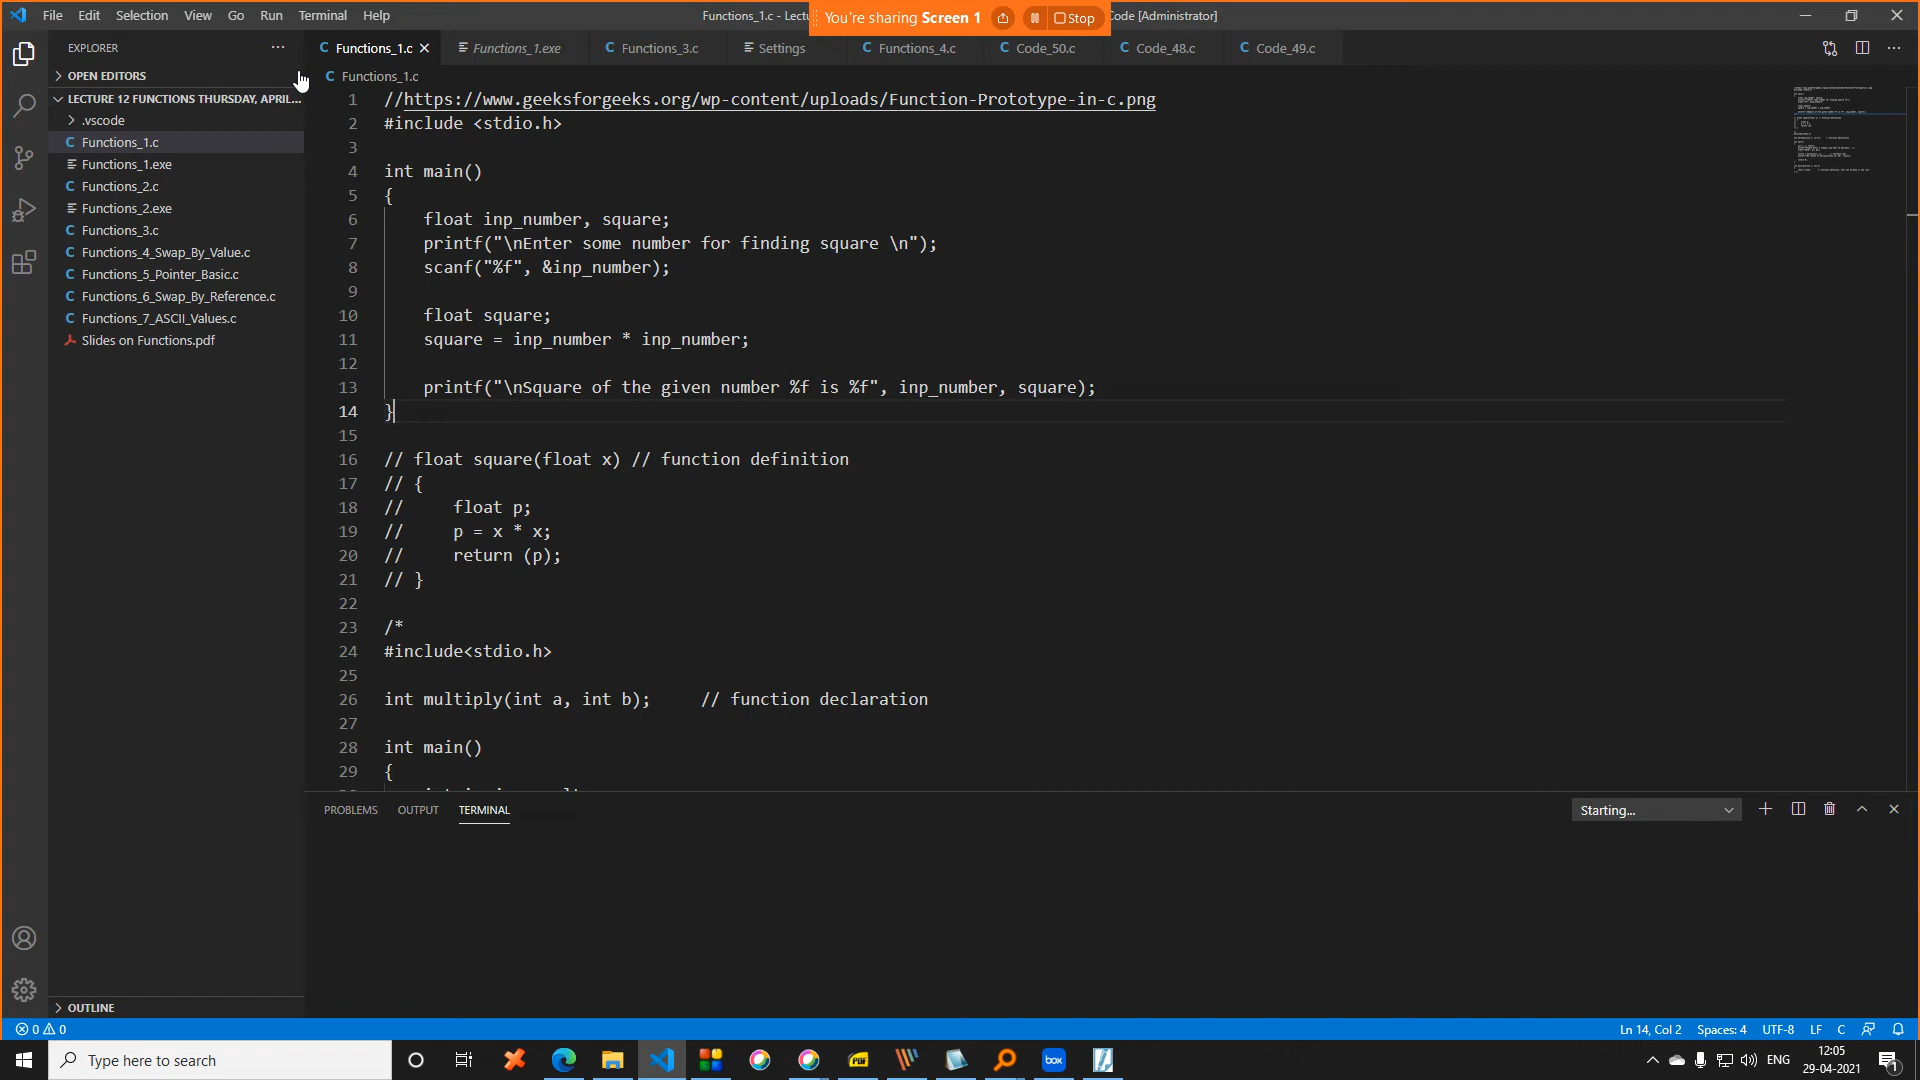 File Edit Selection View Go Run Terminal Help
Functions_1.c - Lectu
You're sharing Screen 1
Stop
Code [Administrator]
EXPLORER
Functions_1.c
Functions_1.exe
Functions_3.c
Settings
Functions_4.c
Code_50.c
Code_48.c
Code_49.c
OPEN EDITORS
LECTURE 12 FUNCTIONS THURSDAY, APRIL...
.vscode
Functions_1.c
Functions_1.exe
Functions_2.c
Functions_2.exe
Functions_3.c
Functions_4_Swap_By_Value.c
Functions_5_Pointer_Basic.c
Functions_6_Swap_By_Reference.c
Functions_7_ASCII_Values.c
Slides on Functions.pdf
OUTLINE
C Functions_1.c
1 //https://www.geeksforgeeks.org/wp-content/uploads/Function-Prototype-in-c.png
2 #include <stdio.h>
3
4 int main()
5 {
6 float inp_number, square;
7 printf("\nEnter some number for finding square \n");
8 scanf("%f", &inp_number);
9
10 float square;
11 square = inp_number * inp_number;
12
13 printf("\nSquare of the given number %f is %f", inp_number, square);
14 }
15
16 // float square(float x) // function definition
17 // {
18 // float p;
19 // p = x * x;
20 // return (p);
21 // }
22
23 /*
24 #include<stdio.h>
25
26 int multiply(int a, int b); // function declaration
27
28 int main()
29 {
PROBLEMS OUTPUT TERMINAL
Starting...
0 0
Ln 14, Col 2 Spaces: 4 UTF-8 LF C
Type here to search
PDF
box
ENG
12:05
29-04-2021
1